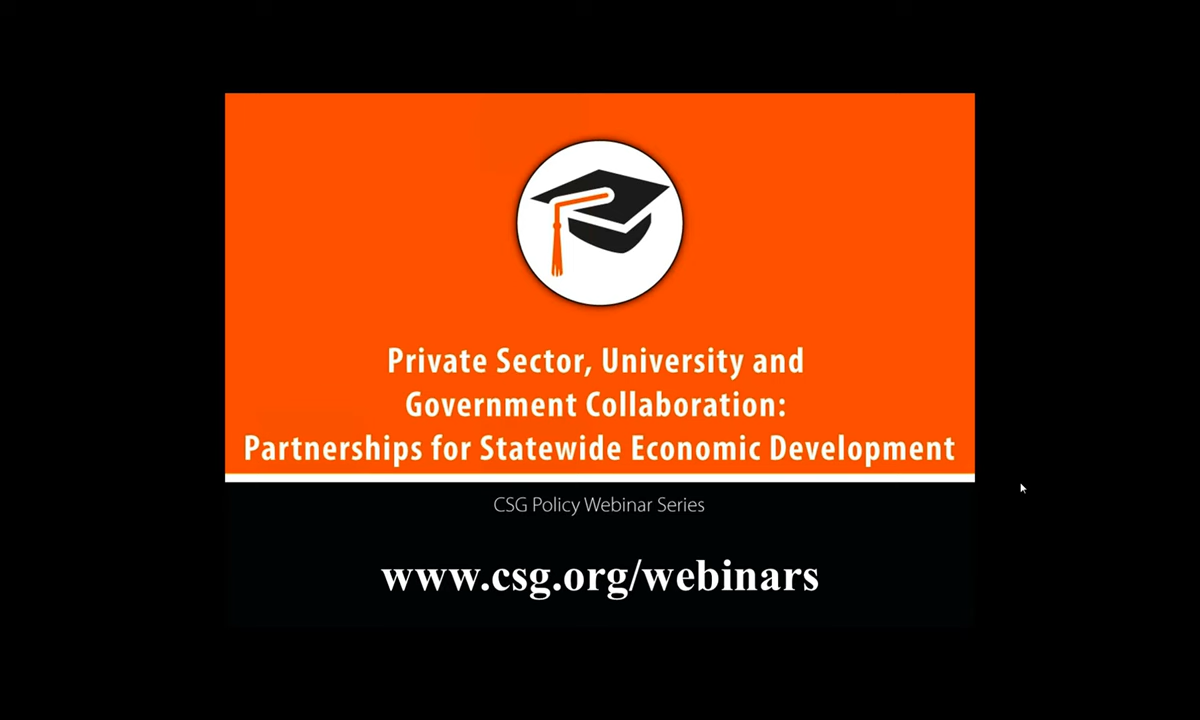 Private Sector, University and
Government Collaboration:
Partnerships for Statewide Economic Development
CSG Policy Webinar Series
www.csg.org/webinars